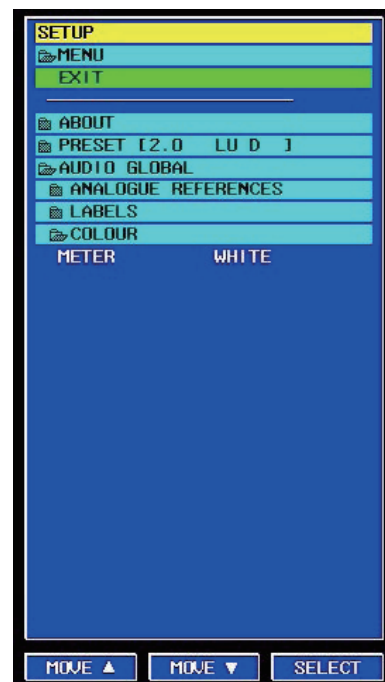 SETUP
MENU
EXIT
ABOUT
PRESET [2.0 LU D ]
AUDIO GLOBAL
ANALOGUE REFERENCES
LABELS
COLOUR
METER WHITE
MOVE ▲ MOVE ▼ SELECT